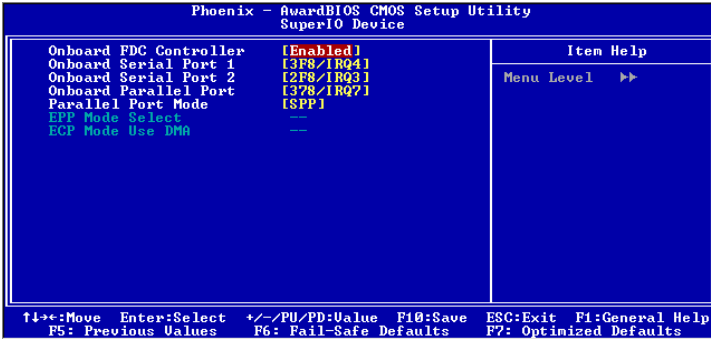 Phoenix - AwardBIOS CMOS Setup Utility
SuperIO Device
Onboard FDC Controller [Enabled]
Onboard Serial Port 1 [3F8/IRQ4]
Onboard Serial Port 2 [2F8/IRQ3]
Onboard Parallel Port [378/IRQ7]
Parallel Port Mode [SPP]
EPP Mode Select --
ECP Mode Use DMA --
Item Help
Menu Level ▶▶
↑↓→←:Move Enter:Select +/-/PU/PD:Value F10:Save ESC:Exit F1:General Help
F5: Previous Values F6: Fail-Safe Defaults F7: Optimized Defaults